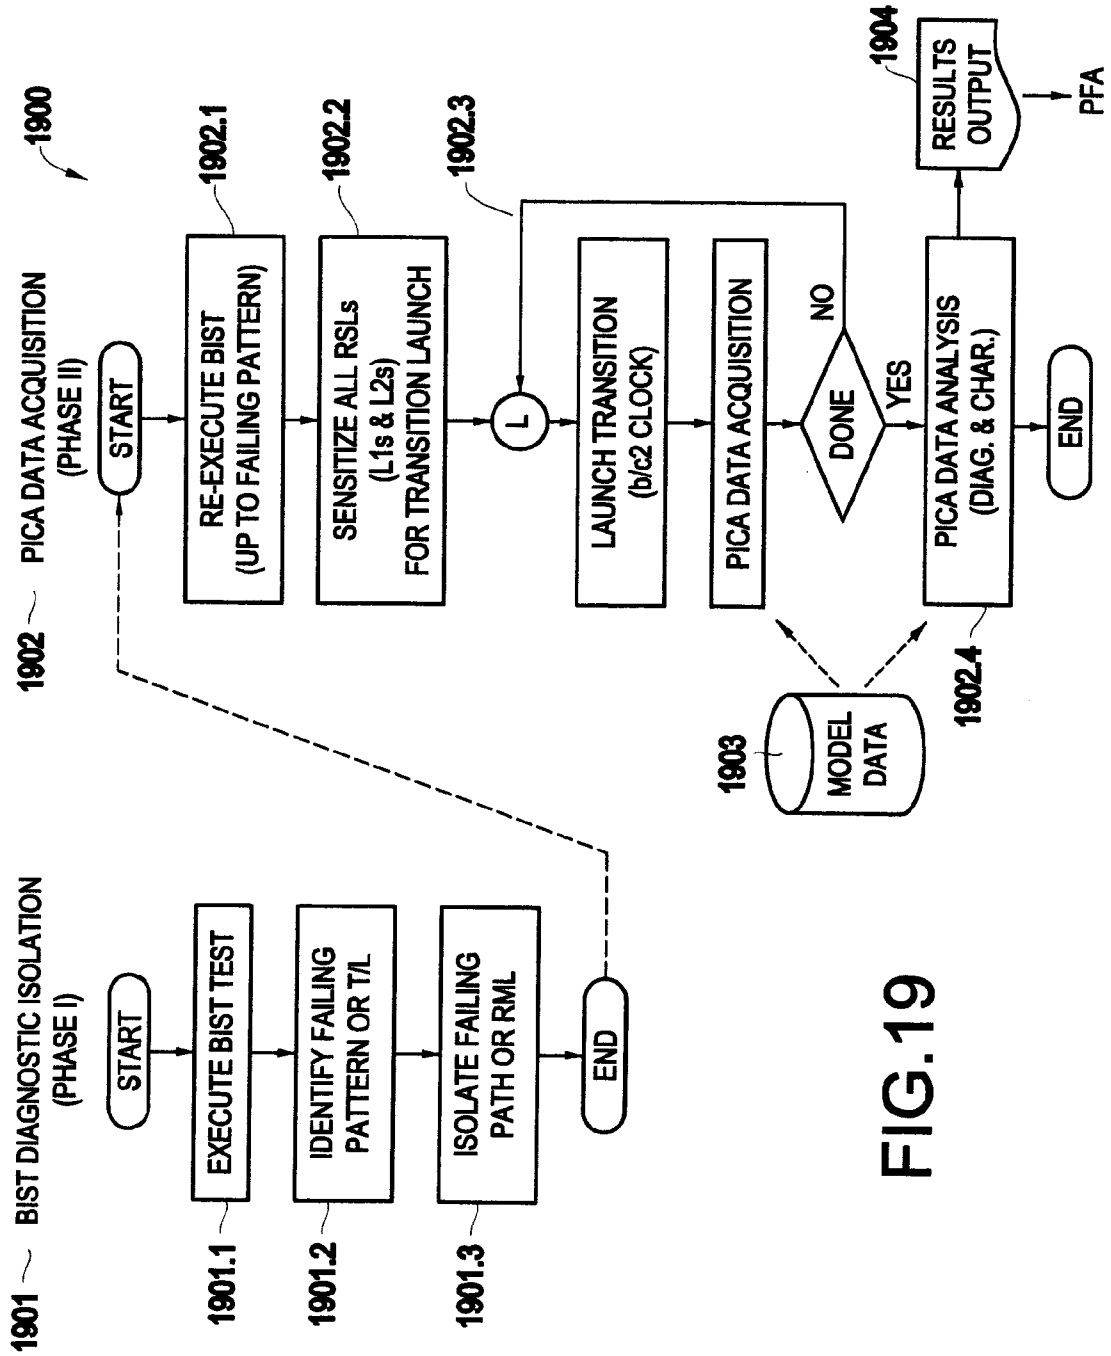 1901
BIST DIAGNOSTIC ISOLATION
(PHASE I)
START
1901.1
EXECUTE BIST TEST
1901.2
IDENTIFY FAILING
PATTERN OR T/L
1901.3
ISOLATE FAILING
PATH OR RML
END
1902
PICA DATA ACQUISITION
(PHASE II)
1900
START
RE-EXECUTE BIST
(UP TO FAILING PATTERN)
1902.1
SENSITIZE ALL RSLs
(L1s & L2s)
FOR TRANSITION LAUNCH
1902.2
L
1902.3
LAUNCH TRANSITION
(b/c2 CLOCK)
PICA DATA ACQUISITION
DONE
NO
YES
1903
MODEL
DATA
PICA DATA ANALYSIS
(DIAG. & CHAR.)
1902.4
END
1904
RESULTS
OUTPUT
PFA
FIG.19